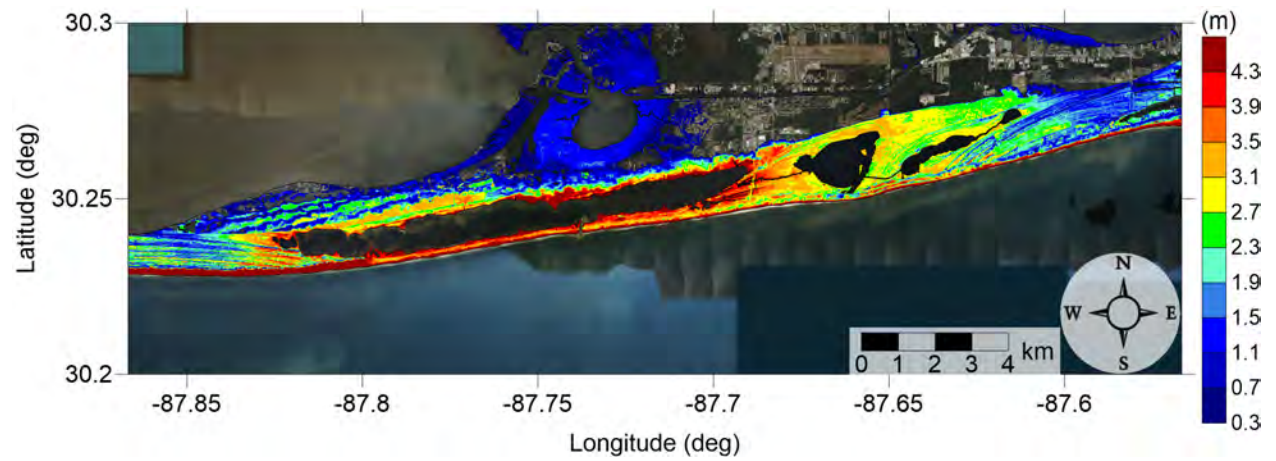 (m)
30.3
30.25
30.2
Latitude (deg)
4.3
3.9
3.5
3.1
2.7
2.3
1.9
1.5
1.1
0.7
0.3
N
W E
S
km
0 1 2 3 4
-87.85 -87.8 -87.75 -87.7 -87.65 -87.6
Longitude (deg)